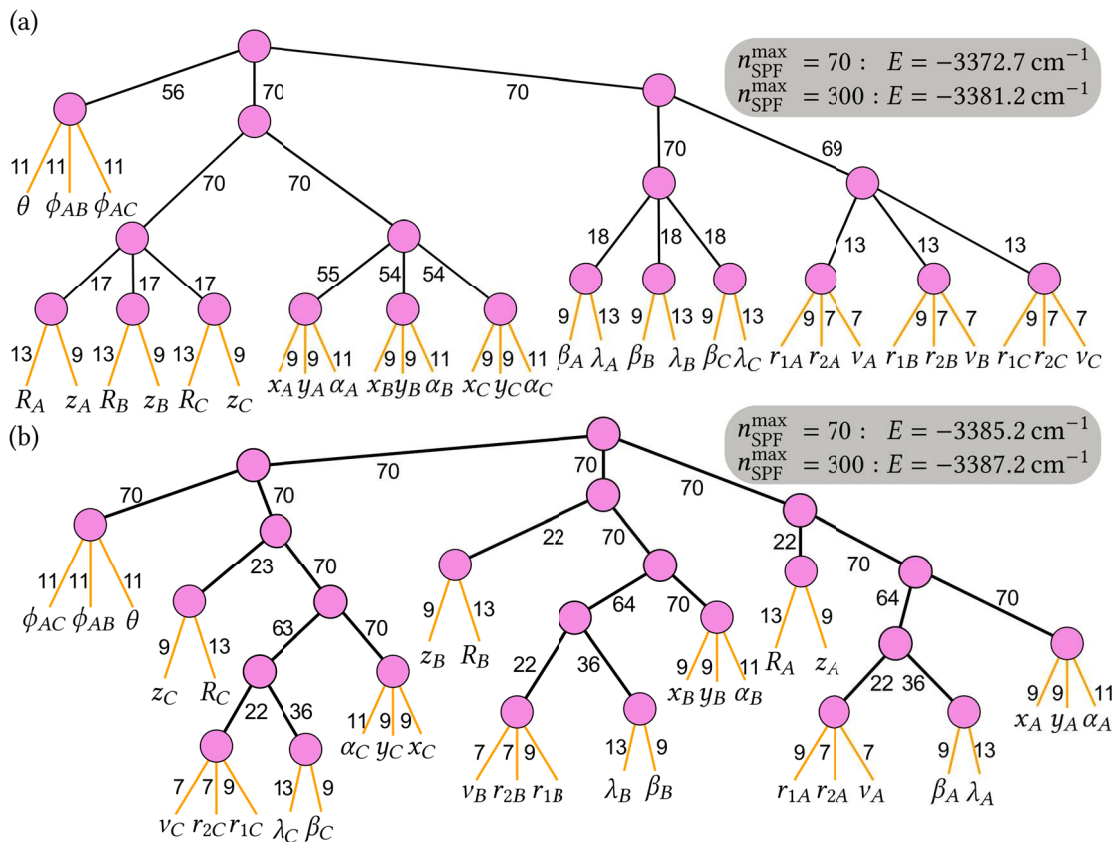 (a)
n_SPF^max = 70 : E = −3372.7 cm⁻¹
n_SPF^max = 300 : E = −3381.2 cm⁻¹
56 70 70
70 69
11 11 11
70 70
θ ϕ_AB ϕ_AC
18 18 18 13 13 13
17 17 17 55 54 54
9 13 9 13 9 13 9 7 7 9 7 7 9 7 7
13 9 13 9 13 9 9 9 11 9 9 11 9 9 11
β_A λ_A β_B λ_B β_C λ_C r_1A r_2A ν_A r_1B r_2B ν_B r_1C r_2C ν_C
R_A z_A R_B z_B R_C z_C x_A y_A α_A x_B y_B α_B x_C y_C α_C
(b)
n_SPF^max = 70 : E = −3385.2 cm⁻¹
n_SPF^max = 300 : E = −3387.2 cm⁻¹
70 70 70
70 70
22 70 22 70
11 11 11 23 70
9 13 64 70 13 9 64 70
ϕ_AC ϕ_AB θ
z_B R_B R_A z_A
9 13 63 70 22 36 9 9 11 22 36 9 9 11
z_C R_C x_B y_B α_B x_A y_A α_A
22 36 11 9 9 7 7 9 13 9 9 7 7 9 13
α_C y_C x_C ν_B r_2B r_1B λ_B β_B r_1A r_2A ν_A β_A λ_A
7 7 9 13 9
ν_C r_2C r_1C λ_C β_C